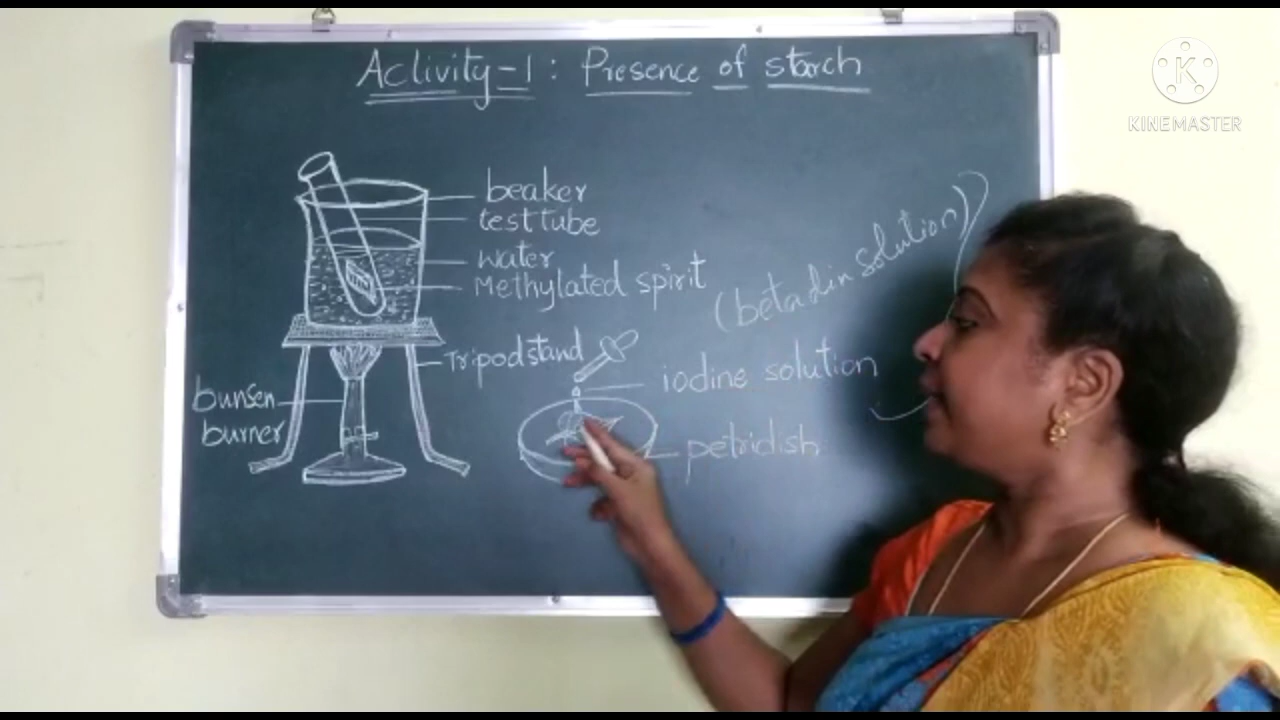 Activity-1 : Presence of starch
KINEMASTER
beaker
test tube
water
Methylated spirit
(betadin solution)
Tripod stand
iodine solution
bunsen
burner
petridish